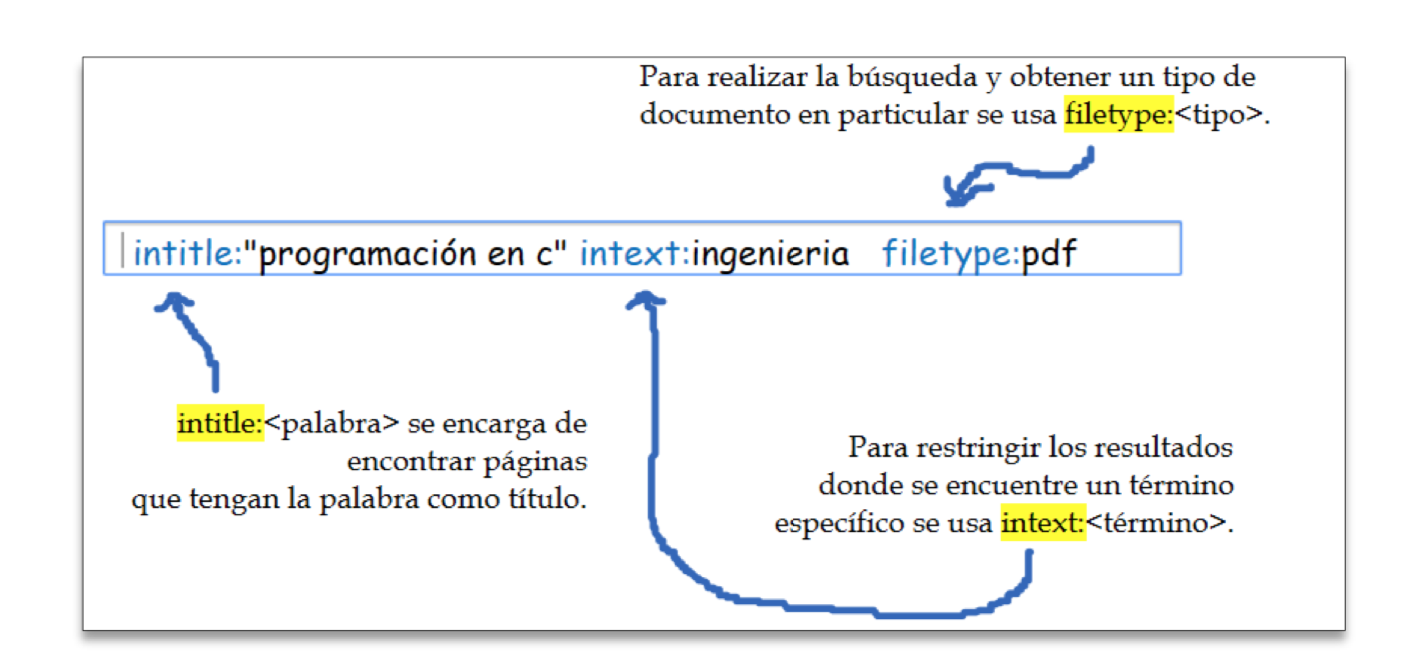 Para realizar la búsqueda y obtener un tipo de
documento en particular se usa filetype:<tipo>.
intitle:"programación en c" intext:ingenieria filetype:pdf
intitle:<palabra> se encarga de
encontrar páginas
que tengan la palabra como título.
Para restringir los resultados
donde se encuentre un término
específico se usa intext:<término>.